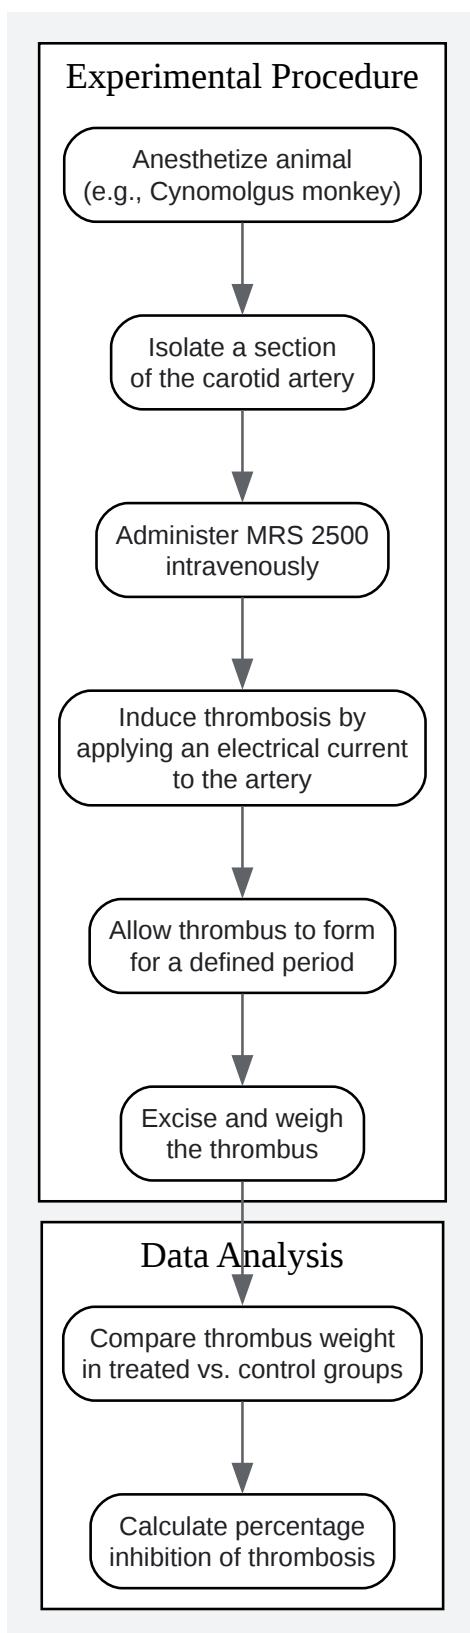 Experimental Procedure
Anesthetize animal
(e.g., Cynomolgus monkey)
Isolate a section
of the carotid artery
Administer MRS 2500
intravenously
Induce thrombosis by
applying an electrical current
to the artery
Allow thrombus to form
for a defined period
Excise and weigh
the thrombus
Data Analysis
Compare thrombus weight
in treated vs. control groups
Calculate percentage
inhibition of thrombosis